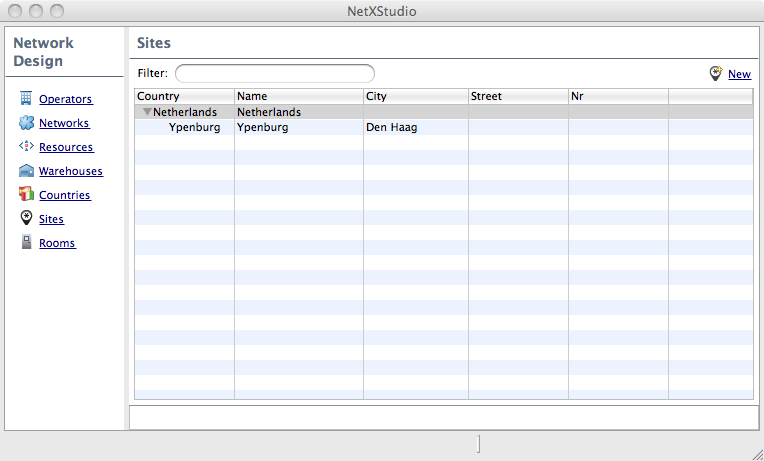 NetXStudio
Network
Design
Operators
Networks
Resources
Warehouses
Countries
Sites
Rooms
Sites
Filter:
New
Country Name City Street Nr
Netherlands Netherlands
Ypenburg Ypenburg Den Haag